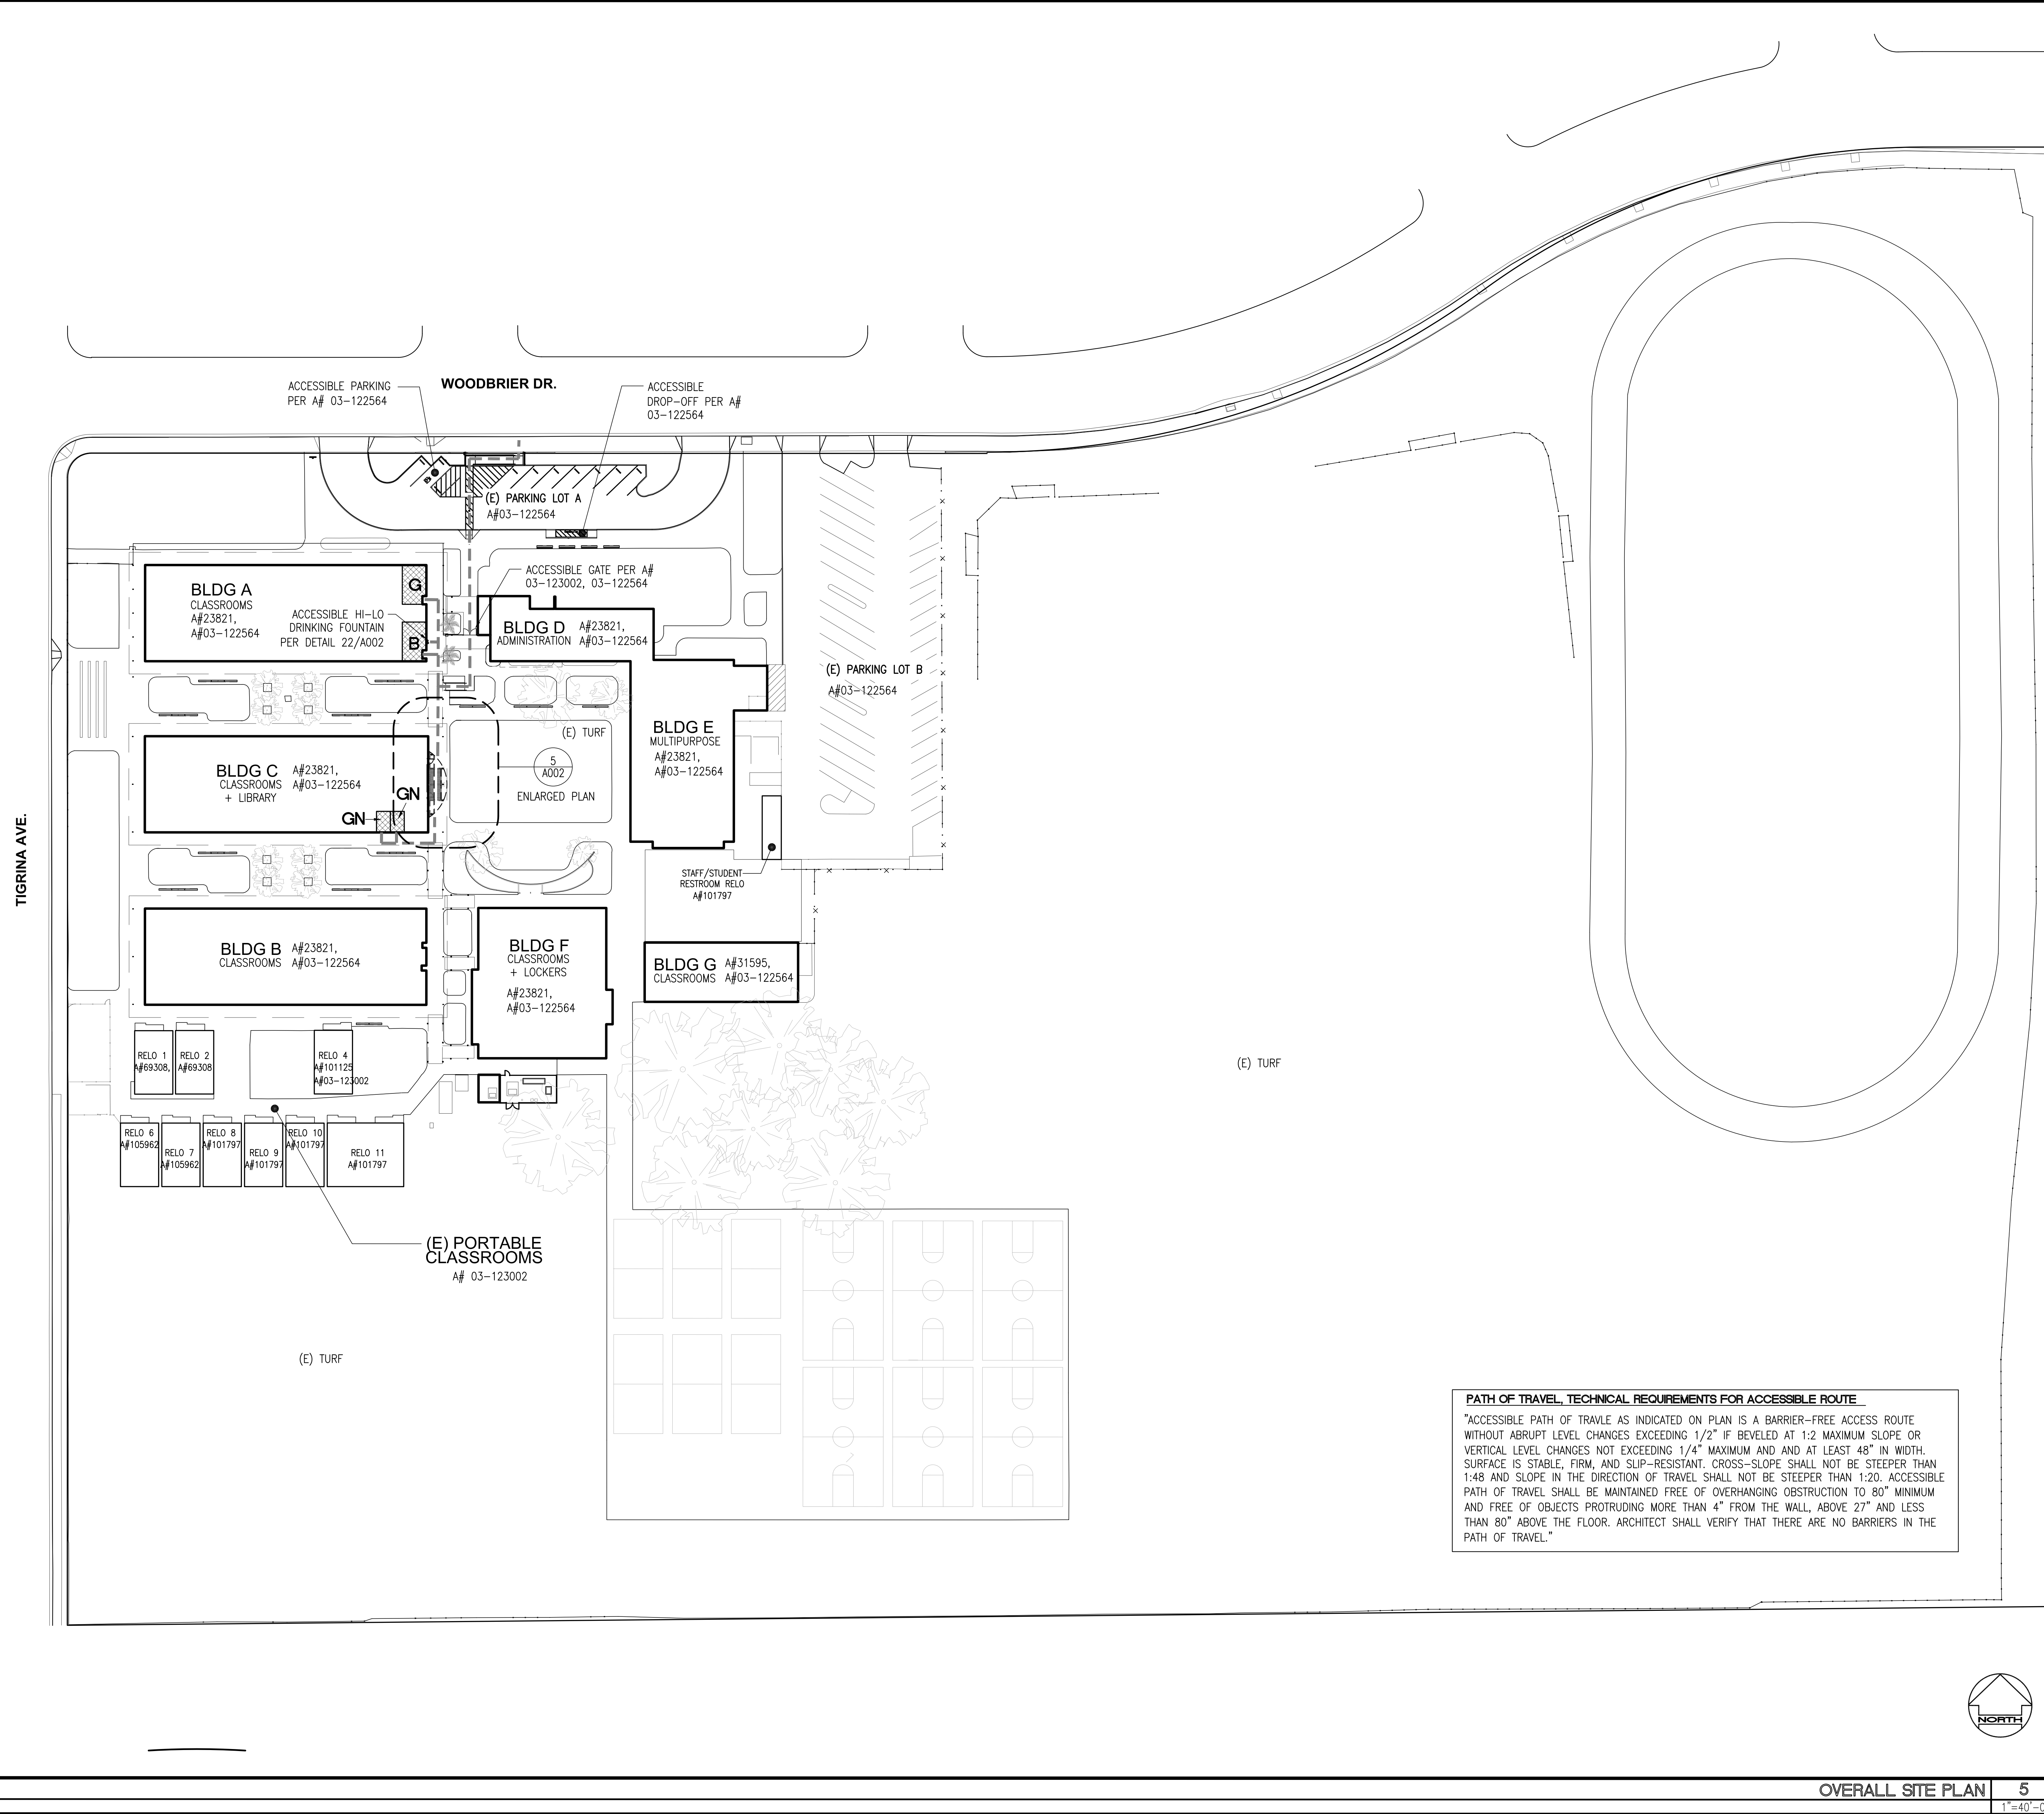 WOODBRIER DR.
ACCESSIBLE PARKING
PER A# 03-122564
ACCESSIBLE
DROP-OFF PER A#
03-122564
(E) PARKING LOT A
A#03-122564
ACCESSIBLE GATE PER A#
03-123002, 03-122564
BLDG A
CLASSROOMS
A#23821,
A#03-122564
G
ACCESSIBLE HI-LO
DRINKING FOUNTAIN
PER DETAIL 22/A002
B
BLDG D
ADMINISTRATION
A#23821,
A#03-122564
(E) PARKING LOT B
A#03-122564
(E) TURF
BLDG E
MULTIPURPOSE
A#23821,
A#03-122564
5
A002
ENLARGED PLAN
BLDG C
CLASSROOMS
+ LIBRARY
A#23821,
A#03-122564
GN
GN
TIGRINA AVE.
STAFF/STUDENT
RESTROOM RELO
A#101797
BLDG B
CLASSROOMS
A#23821,
A#03-122564
BLDG F
CLASSROOMS
+ LOCKERS
A#23821,
A#03-122564
BLDG G
CLASSROOMS
A#31595,
A#03-122564
RELO 1
A#69308,
RELO 2
A#69308
RELO 4
A#101125
A#03-123002
(E) TURF
RELO 6
A#105962
RELO 7
A#105962
RELO 8
A#101797
RELO 9
A#101797
RELO 10
A#101797
RELO 11
A#101797
(E) PORTABLE
CLASSROOMS
A# 03-123002
(E) TURF
PATH OF TRAVEL, TECHNICAL REQUIREMENTS FOR ACCESSIBLE ROUTE
"ACCESSIBLE PATH OF TRAVLE AS INDICATED ON PLAN IS A BARRIER-FREE ACCESS ROUTE
WITHOUT ABRUPT LEVEL CHANGES EXCEEDING 1/2" IF BEVELED AT 1:2 MAXIMUM SLOPE OR
VERTICAL LEVEL CHANGES NOT EXCEEDING 1/4" MAXIMUM AND AND AT LEAST 48" IN WIDTH.
SURFACE IS STABLE, FIRM, AND SLIP-RESISTANT. CROSS-SLOPE SHALL NOT BE STEEPER THAN
1:48 AND SLOPE IN THE DIRECTION OF TRAVEL SHALL NOT BE STEEPER THAN 1:20. ACCESSIBLE
PATH OF TRAVEL SHALL BE MAINTAINED FREE OF OVERHANGING OBSTRUCTION TO 80" MINIMUM
AND FREE OF OBJECTS PROTRUDING MORE THAN 4" FROM THE WALL, ABOVE 27" AND LESS
THAN 80" ABOVE THE FLOOR. ARCHITECT SHALL VERIFY THAT THERE ARE NO BARRIERS IN THE
PATH OF TRAVEL."
NORTH
OVERALL SITE PLAN
5
1"=40'-0